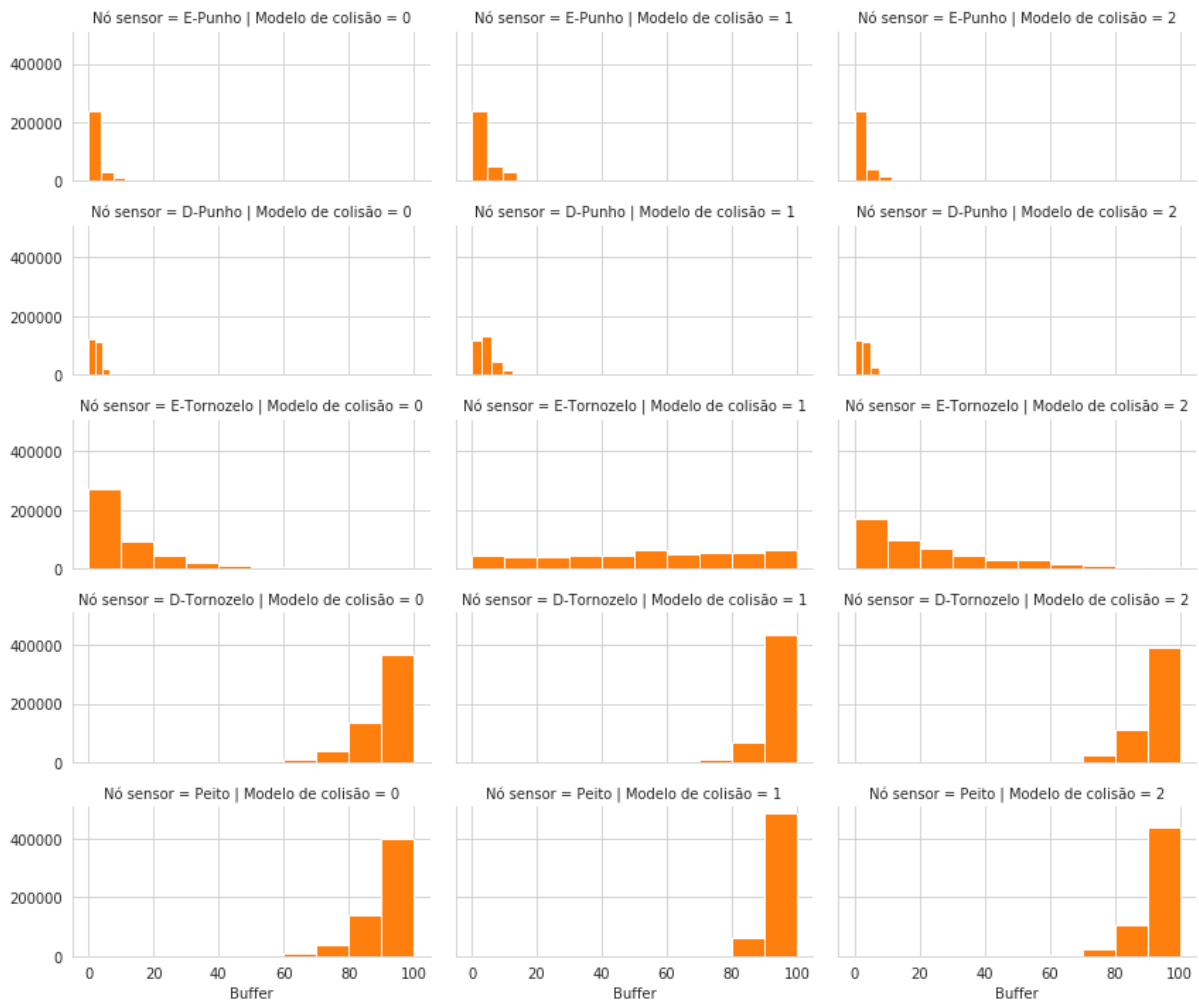 Nó sensor = E-Punho | Modelo de colisão = 0
Nó sensor = E-Punho | Modelo de colisão = 1
Nó sensor = E-Punho | Modelo de colisão = 2
400000
200000
0
Nó sensor = D-Punho | Modelo de colisão = 0
Nó sensor = D-Punho | Modelo de colisão = 1
Nó sensor = D-Punho | Modelo de colisão = 2
400000
200000
0
Nó sensor = E-Tornozelo | Modelo de colisão = 0
Nó sensor = E-Tornozelo | Modelo de colisão = 1
Nó sensor = E-Tornozelo | Modelo de colisão = 2
400000
200000
0
Nó sensor = D-Tornozelo | Modelo de colisão = 0
Nó sensor = D-Tornozelo | Modelo de colisão = 1
Nó sensor = D-Tornozelo | Modelo de colisão = 2
400000
200000
0
Nó sensor = Peito | Modelo de colisão = 0
Nó sensor = Peito | Modelo de colisão = 1
Nó sensor = Peito | Modelo de colisão = 2
400000
200000
0
0 20 40 60 80 100
0 20 40 60 80 100
0 20 40 60 80 100
Buffer
Buffer
Buffer